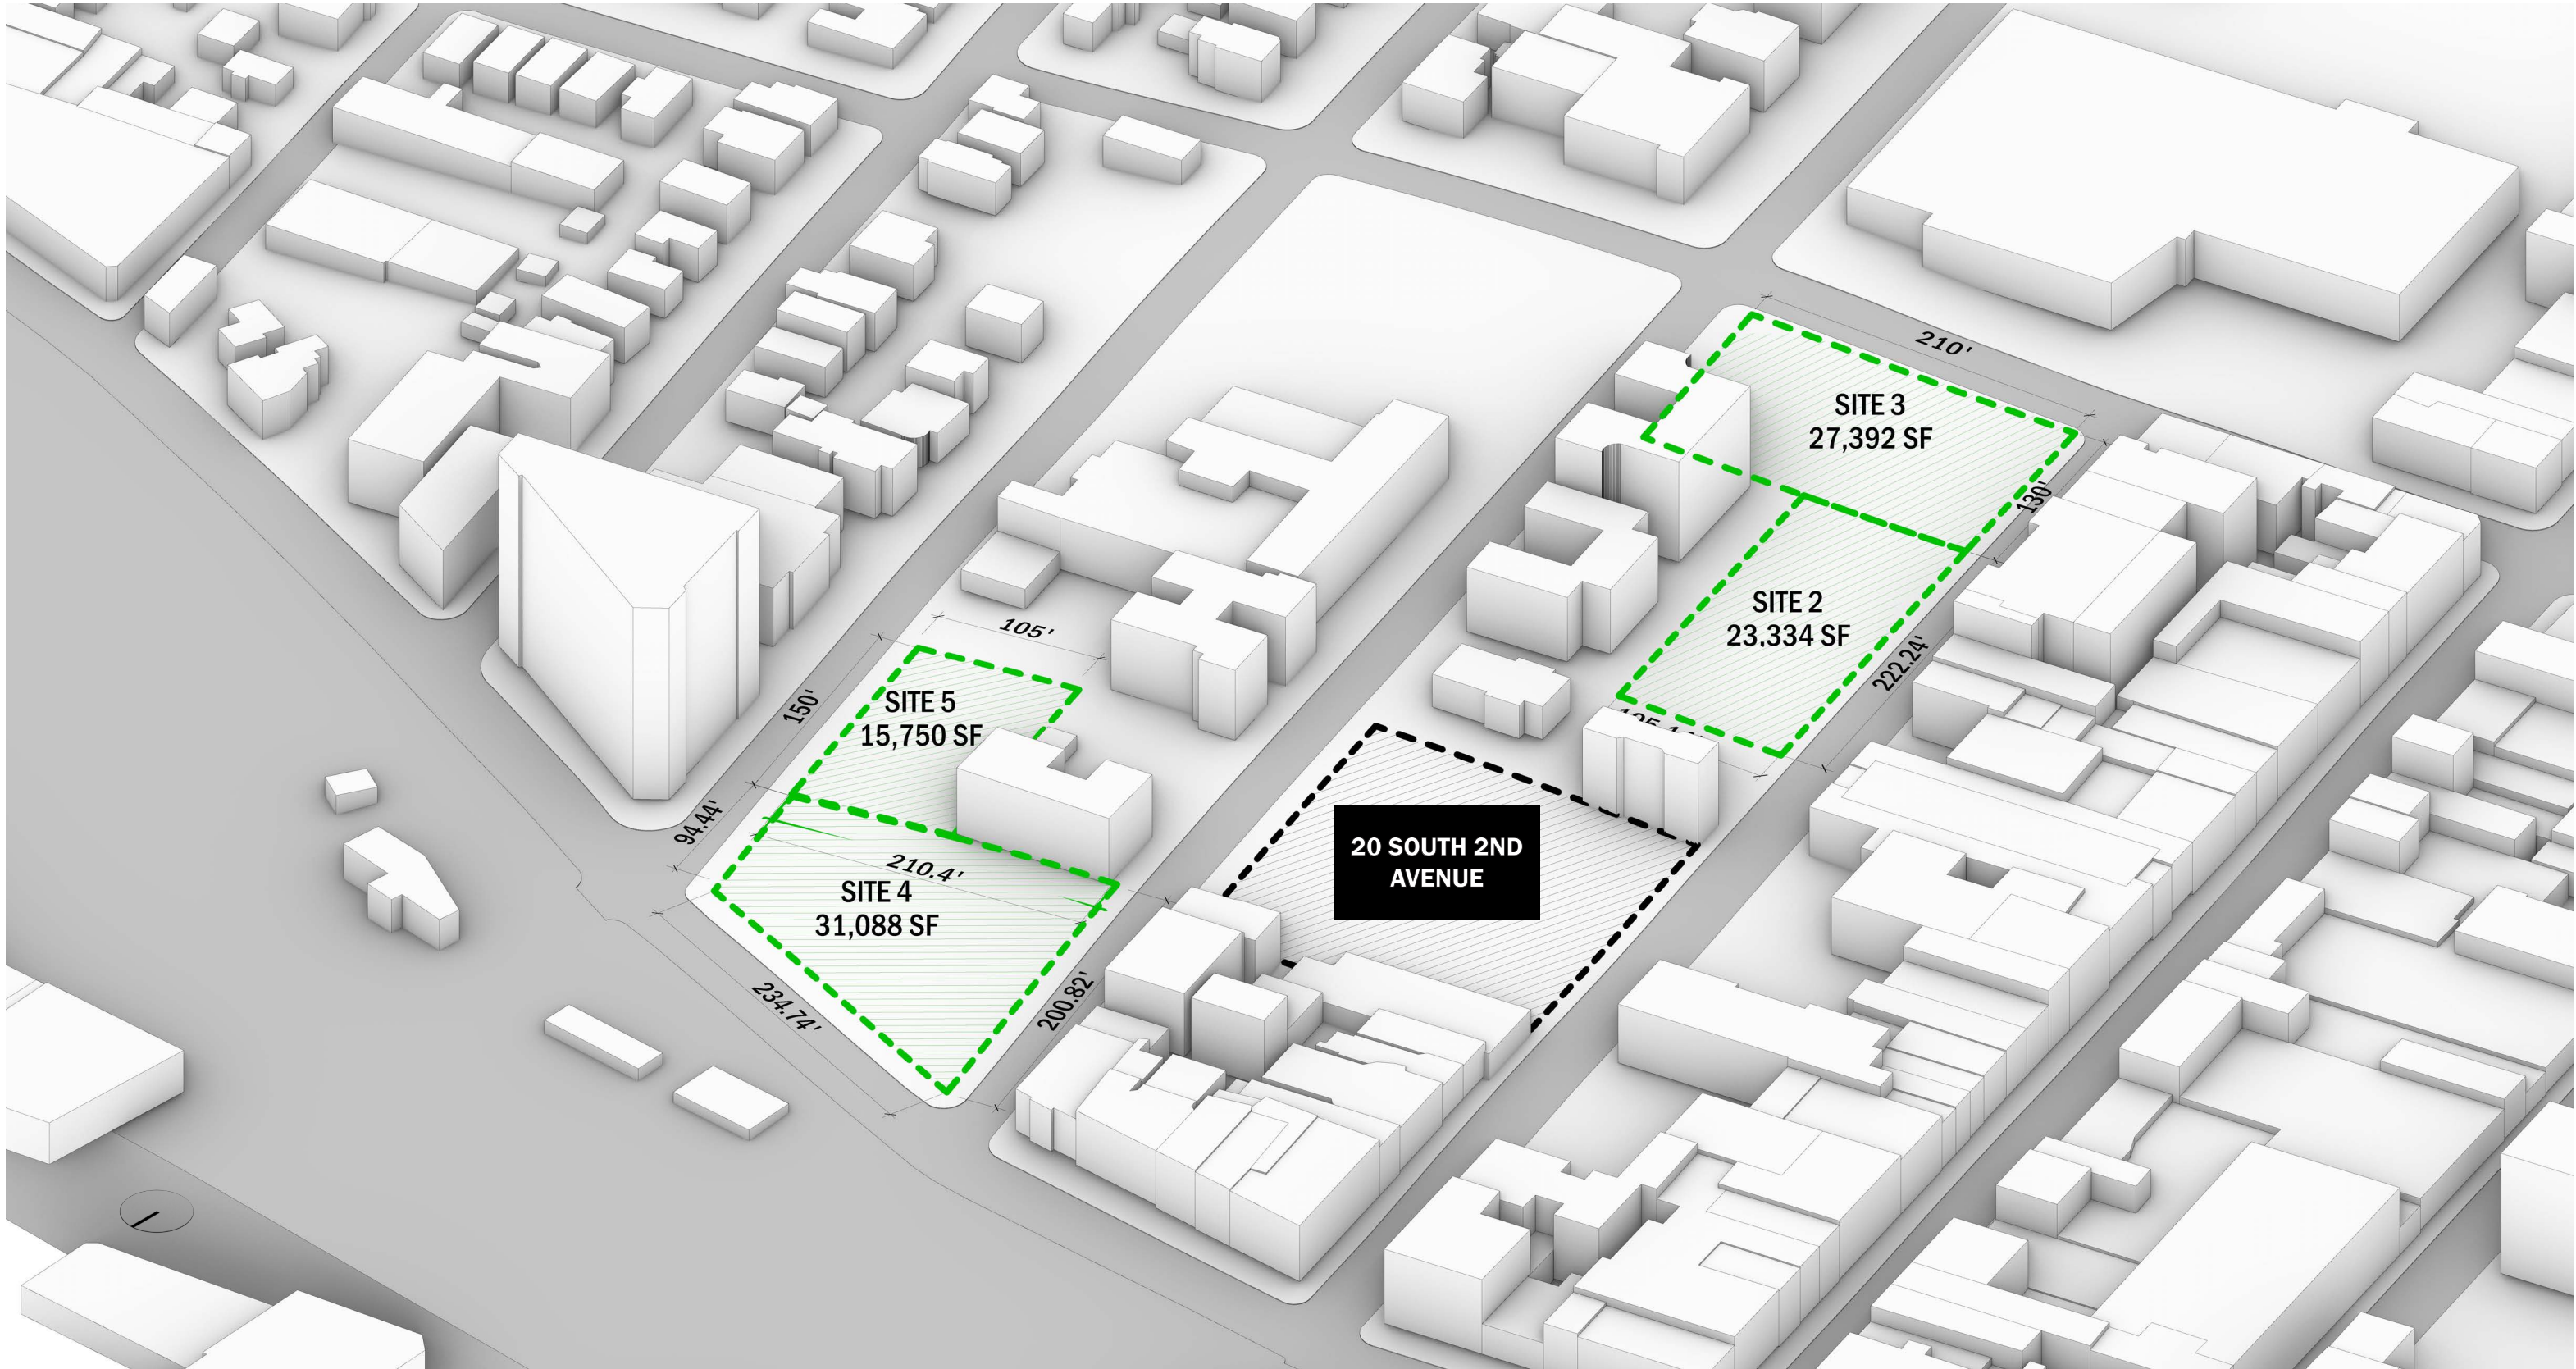 210'
SITE 3
27,392 SF
130'
SITE 2
23.334 SF
222.24'
105'
SITE 5
15,750 SF
150'
94.44'
210.4'
SITE 4
31,088 SF
234.74'
200.82'
20 SOUTH 2ND
AVENUE